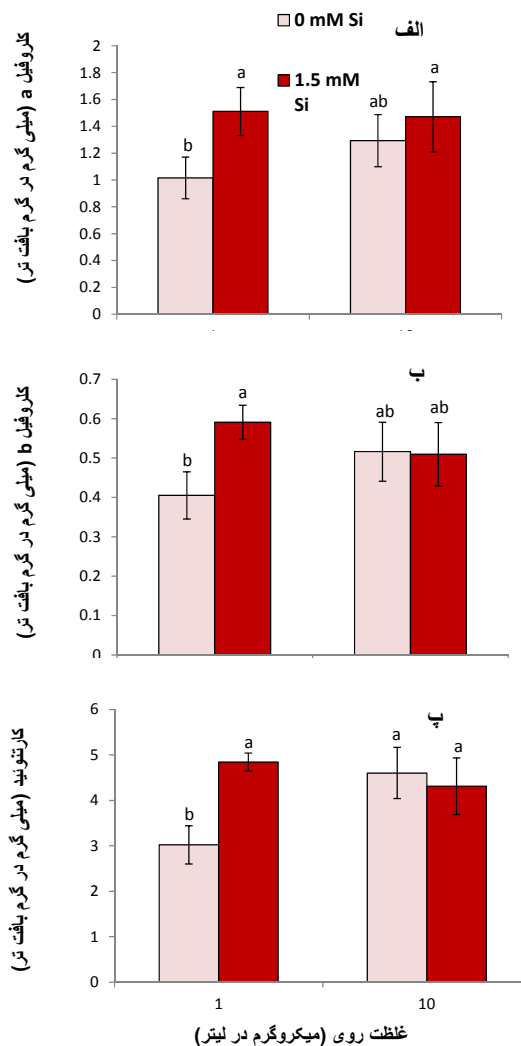 0 mM Si
1.5 mM
Si
الف
کلروفیل a (میلی گرم در گرم بافت تر)
2
1.8
1.6
1.4
1.2
1
0.8
0.6
0.4
0.2
0
b
a
ab
a
ب
کلروفیل b (میلی گرم در گرم بافت تر)
0.7
0.6
0.5
0.4
0.3
0.2
0.1
0
b
a
ab
ab
پ
کارتنوئید (میلی گرم در گرم بافت تر)
6
5
4
3
2
1
0
b
a
a
a
1
10
غلظت روی (میکروگرم در لیتر)